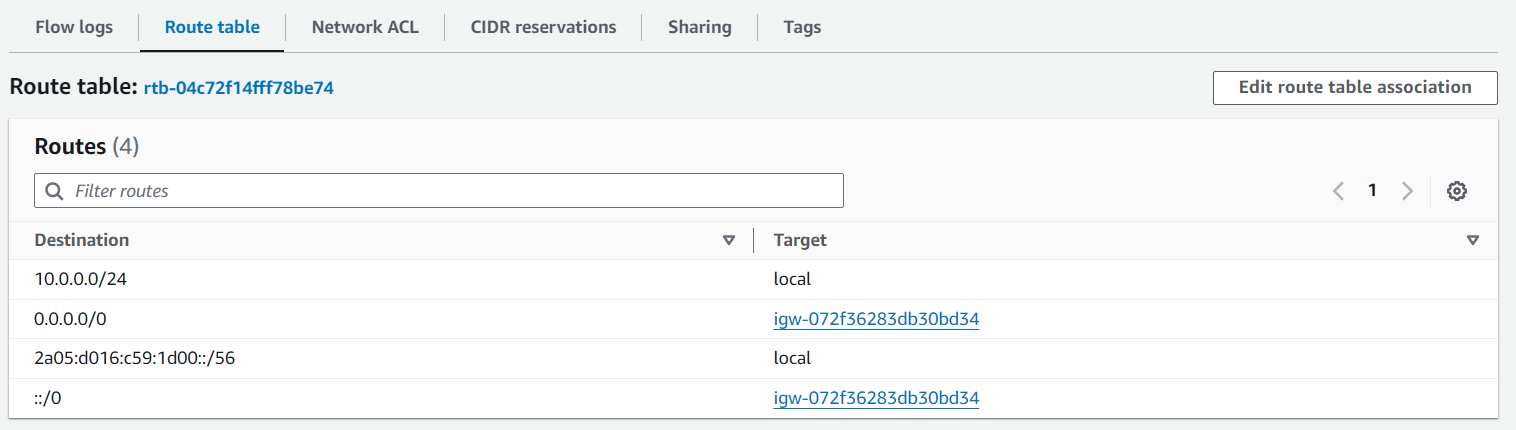 Flow logs Route table Network ACL CIDR reservations Sharing Tags
Route table: rtb-04c72f14fff78be74 Edit route table association
Routes (4)
Filter routes 1
Destination Target
10.0.0.0/24 local
0.0.0.0/0 igw-072f36283db30bd34
2a05:d016:c59:1d00::/56 local
::/0 igw-072f36283db30bd34